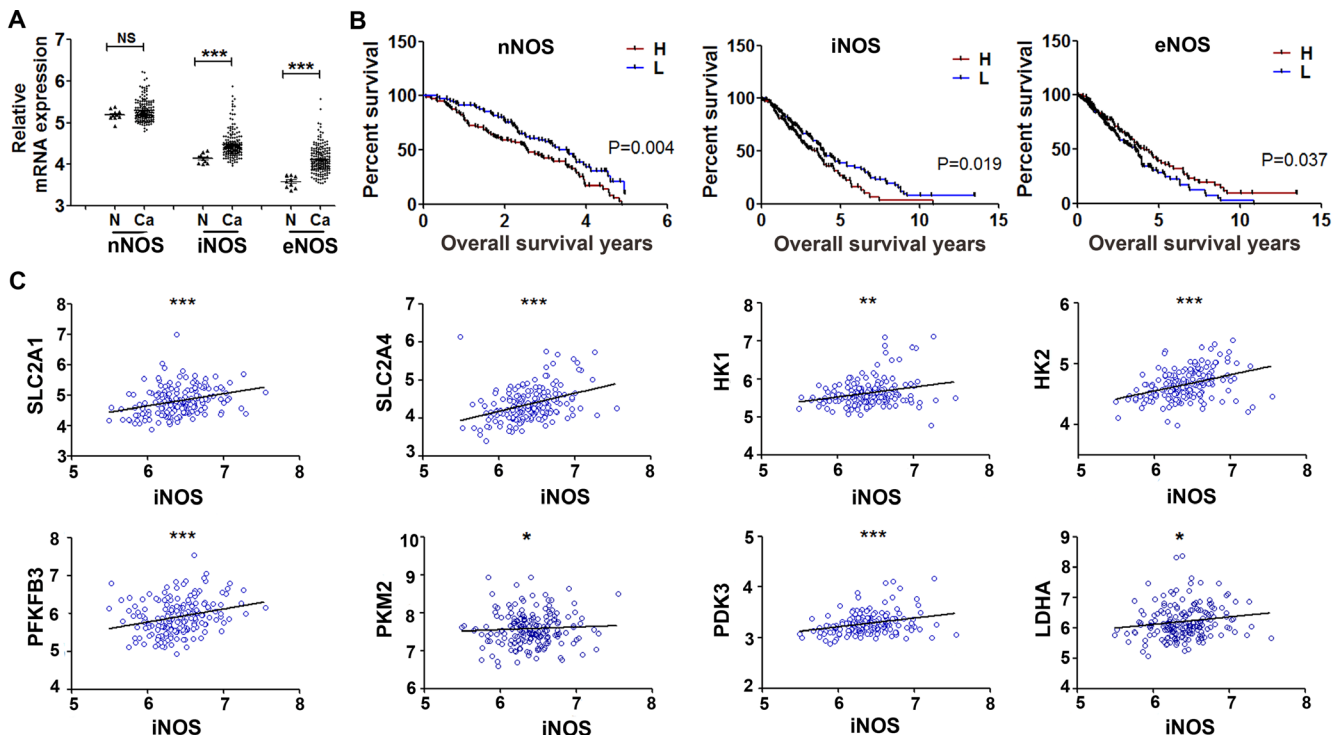 A
Relative
mRNA expression
7
6
5
4
3
NS
***
***
N Ca N Ca N Ca
nNOS iNOS eNOS
B
Percent survival
150
100
50
0
nNOS
H
L
P=0.004
0 2 4 6
Overall survival years
Percent survival
150
100
50
0
iNOS
H
L
P=0.019
0 5 10 15
Overall survival years
Percent survival
150
100
50
0
eNOS
H
L
P=0.037
0 5 10 15
Overall survival years
C
SLC2A1
***
8
7
6
5
4
3
5 6 7 8
iNOS
SLC2A4
***
7
6
5
4
3
5 6 7 8
iNOS
HK1
**
8
7
6
5
4
5 6 7 8
iNOS
HK2
***
6
5
4
5 6 7 8
iNOS
PFKFB3
***
8
7
6
5
4
5 6 7 8
iNOS
PKM2
*
10
9
8
7
6
5 6 7 8
iNOS
PDK3
***
5
4
3
2
5 6 7 8
iNOS
LDHA
*
9
8
7
6
5
4
5 6 7 8
iNOS